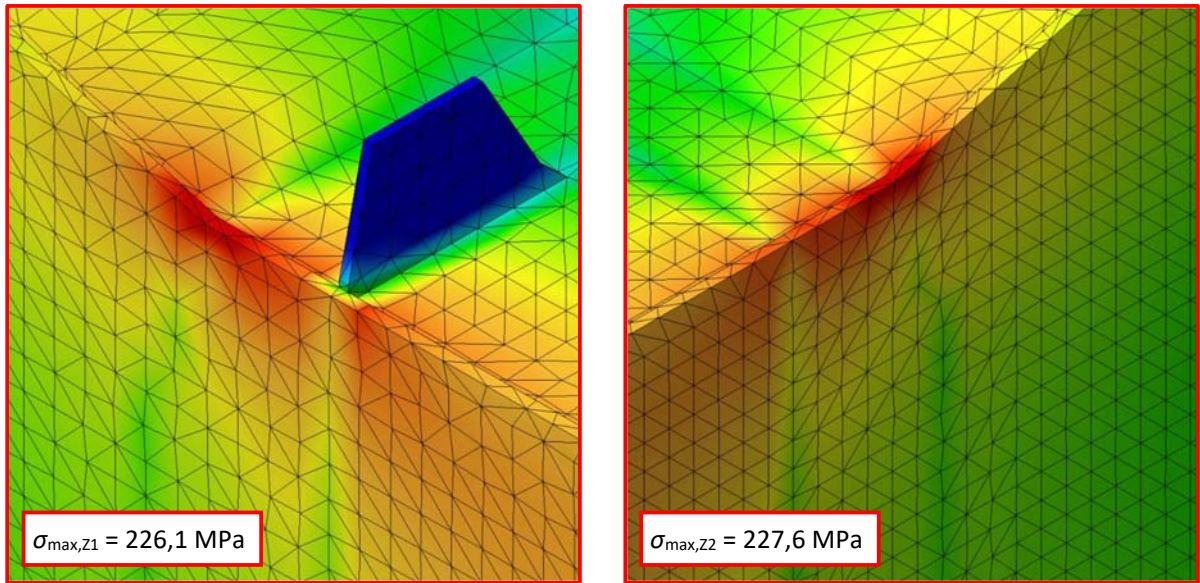 σmax,Z1 = 226,1 MPa
σmax,Z2 = 227,6 MPa